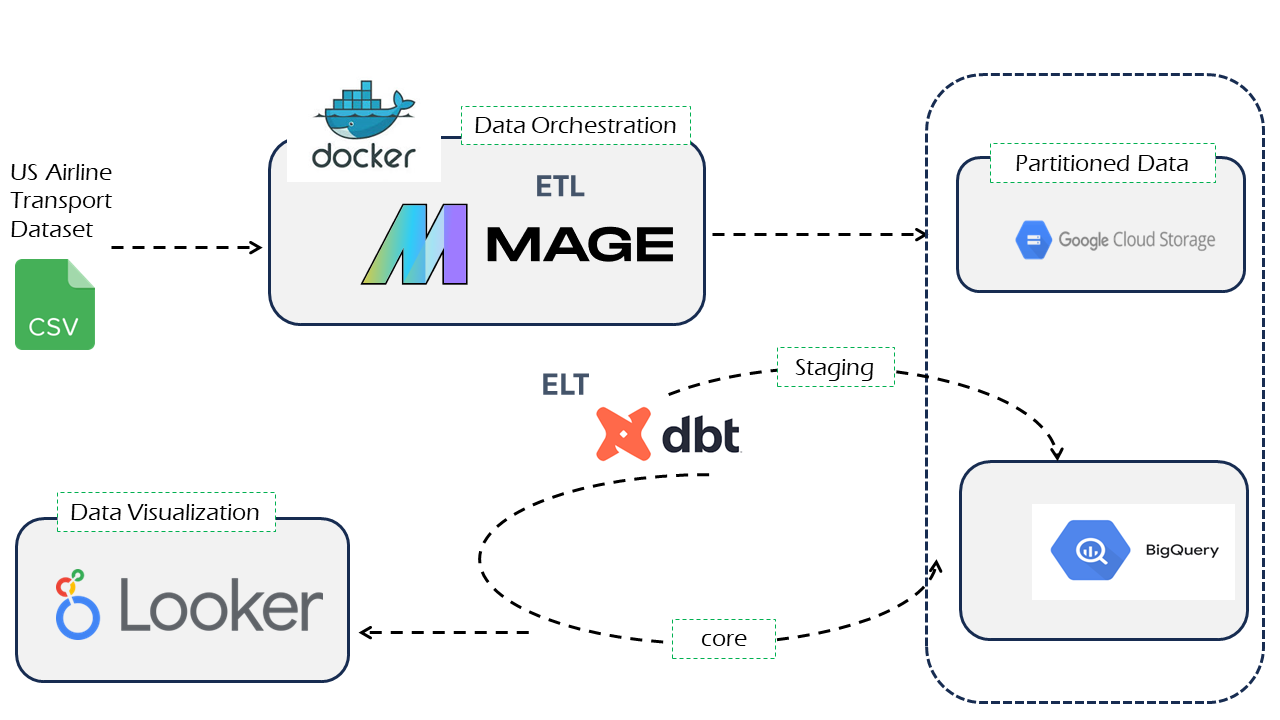 docker
Data Orchestration
US Airline
Transport
Dataset
CSV
ETL
MAGE
Partitioned Data
Google Cloud Storage
Staging
ELT
dbt
BigQuery
Data Visualization
Looker
core